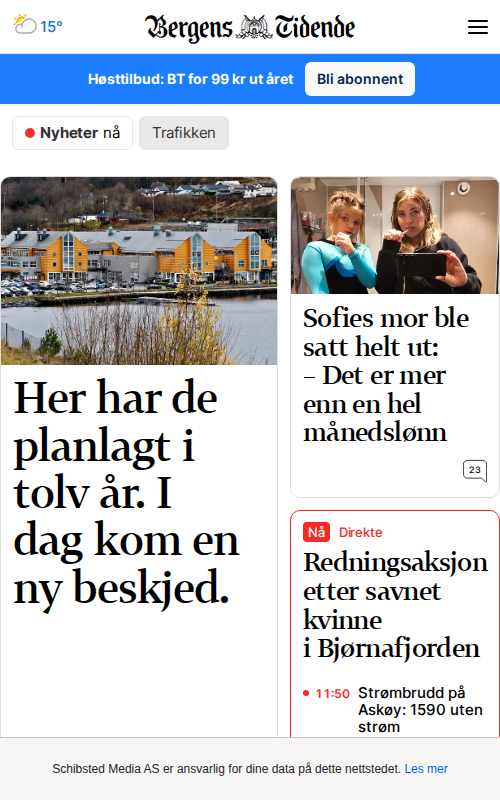 15°
Bergens Tidende
Høsttilbud: BT for 99 kr ut året
Bli abonnent
Nyheter nå
Trafikken
Her har de
planlagt i
tolv år. I
dag kom en
ny beskjed.
Sofies mor ble
satt helt ut:
– Det er mer
enn en hel
månedslønn
23
Nå Direkte
Redningsaksjon
etter savnet
kvinne
i Bjørnafjorden
11:50 Strømbrudd på
Askøy: 1590 uten
strøm
Schibsted Media AS er ansvarlig for dine data på dette nettstedet. Les mer